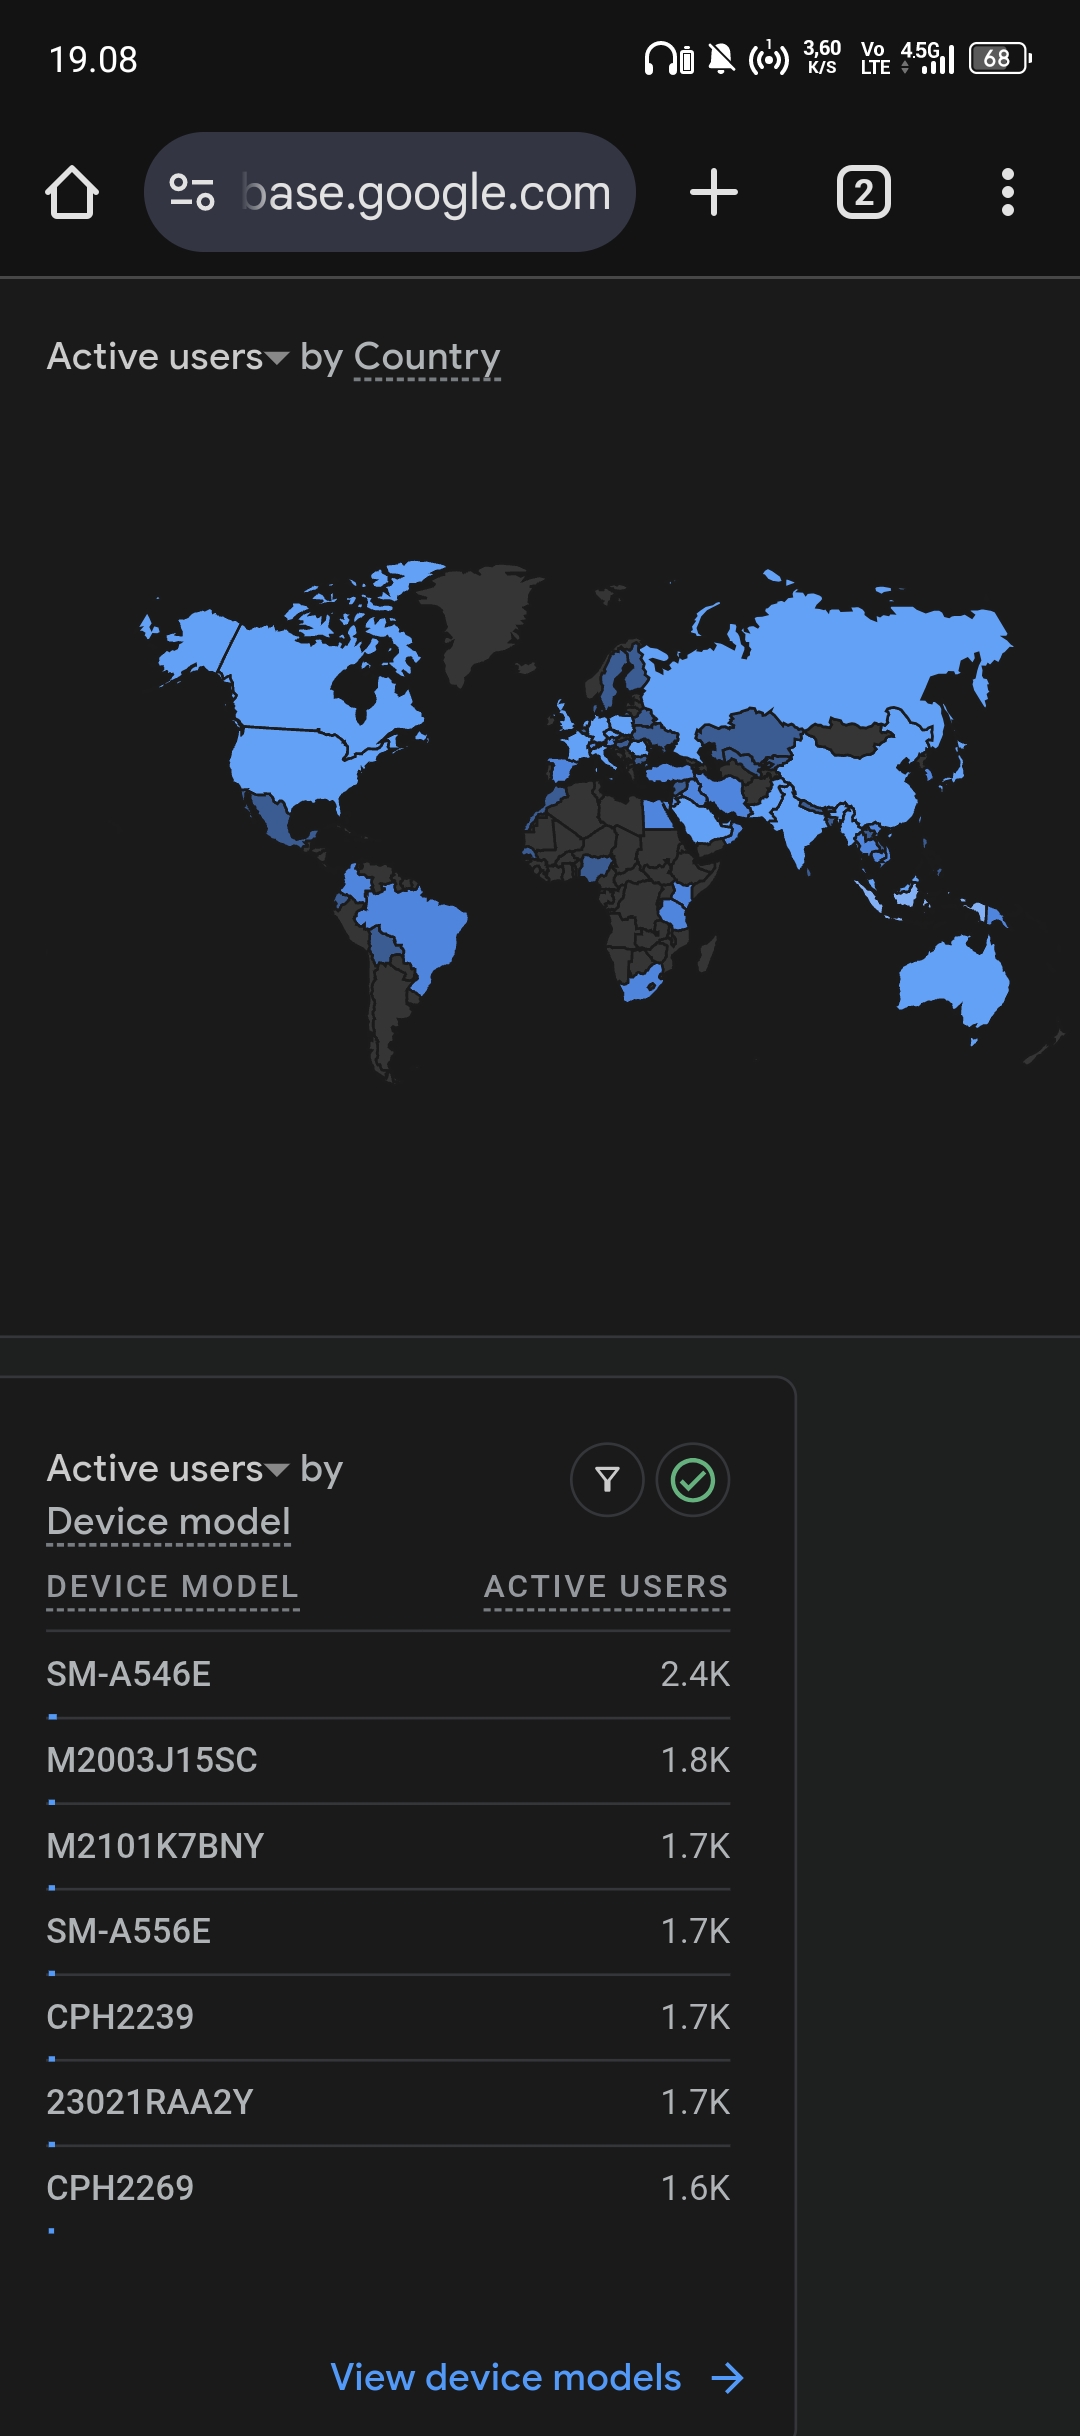 19.08
1
3,60
K/S
Vo
LTE
4.5G
68
base.google.com
2
Active users by Country
Active users by
Device model
DEVICE MODEL ACTIVE USERS
SM-A546E 2.4K
M2003J15SC 1.8K
M2101K7BNY 1.7K
SM-A556E 1.7K
CPH2239 1.7K
23021RAA2Y 1.7K
CPH2269 1.6K
View device models